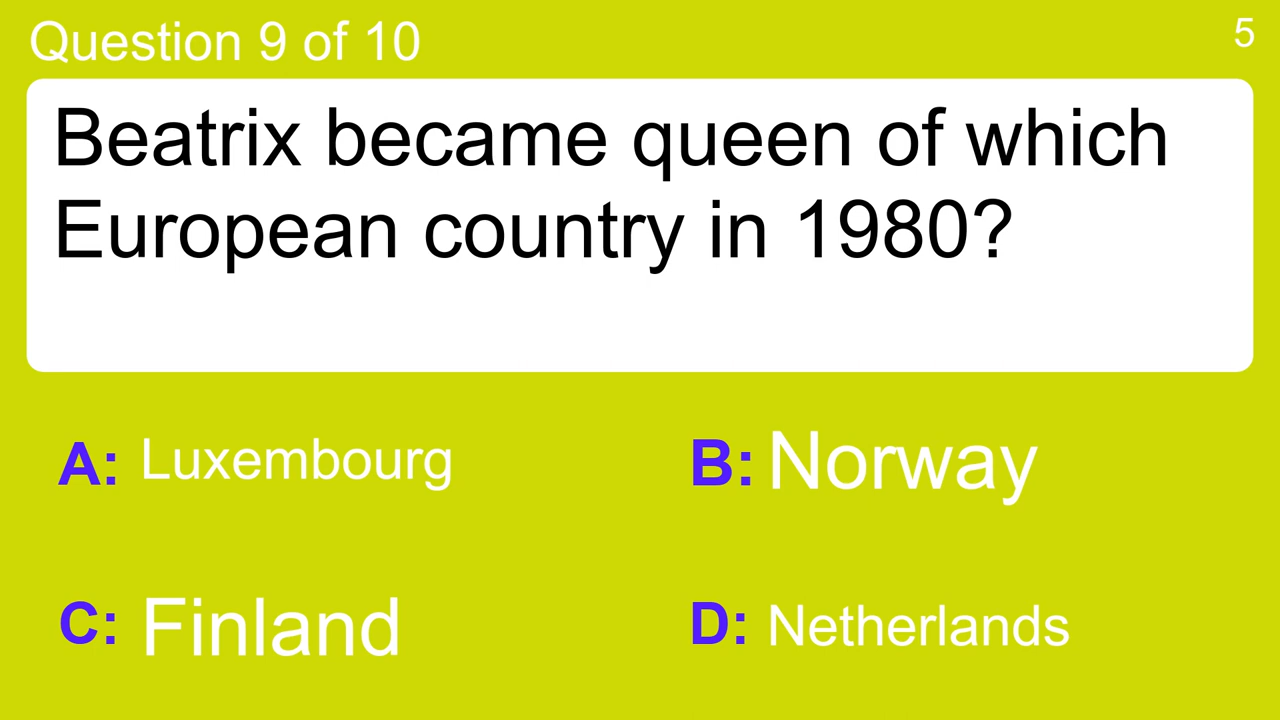 Question 9 of 10
5
Beatrix became queen of which
European country in 1980?
A: Luxembourg
B: Norway
C: Finland
D: Netherlands